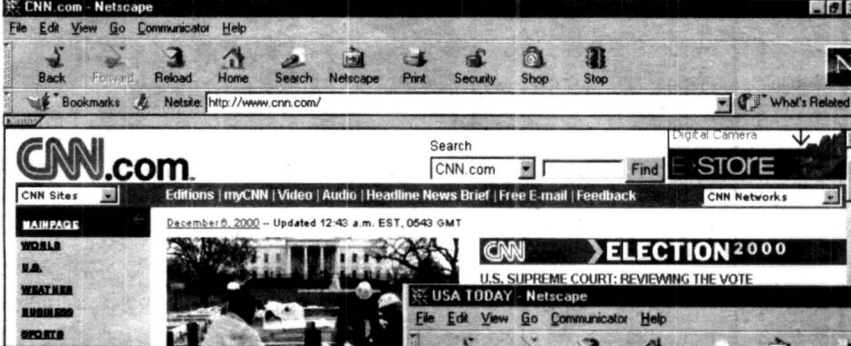 CNN.com - Netscape
File Edit View Go Communicator Help
Back Forward Reload Home Search Netscape Print Security Shop Stop
N
Bookmarks Netsite: http://www.cnn.com/ What's Related
CNN.com
Search
CNN.com Find
Digital Camera
E-STORE
CNN Sites Editions | myCNN | Video | Audio | Headline News Brief | Free E-mail | Feedback CNN Networks
MAINPAGE
WORLD
U.S.
WEATHER
BUSINESS
SPORTS
December 6, 2000 -- Updated 12:43 a.m. EST, 0543 GMT
CNN ELECTION 2000
U.S. SUPREME COURT: REVIEWING THE VOTE
USA TODAY - Netscape
File Edit View Go Communicator Help